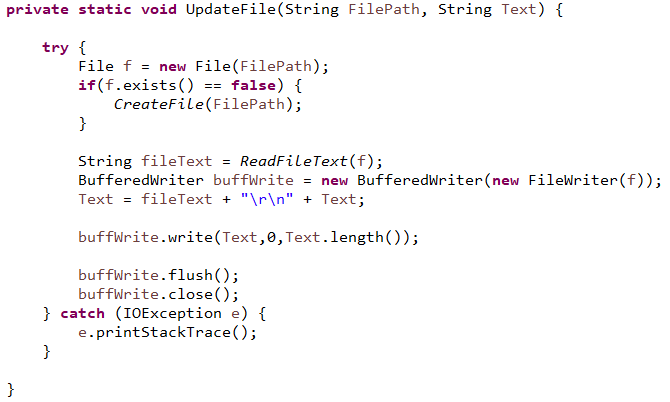 private static void UpdateFile(String FilePath, String Text) {
try {
File f = new File(FilePath);
if(f.exists() == false) {
CreateFile(FilePath);
}
String fileText = ReadFileText(f);
BufferedWriter buffWrite = new BufferedWriter(new FileWriter(f));
Text = fileText + "\r\n" + Text;
buffWrite.write(Text,0,Text.length());
buffWrite.flush();
buffWrite.close();
} catch (IOException e) {
e.printStackTrace();
}
}